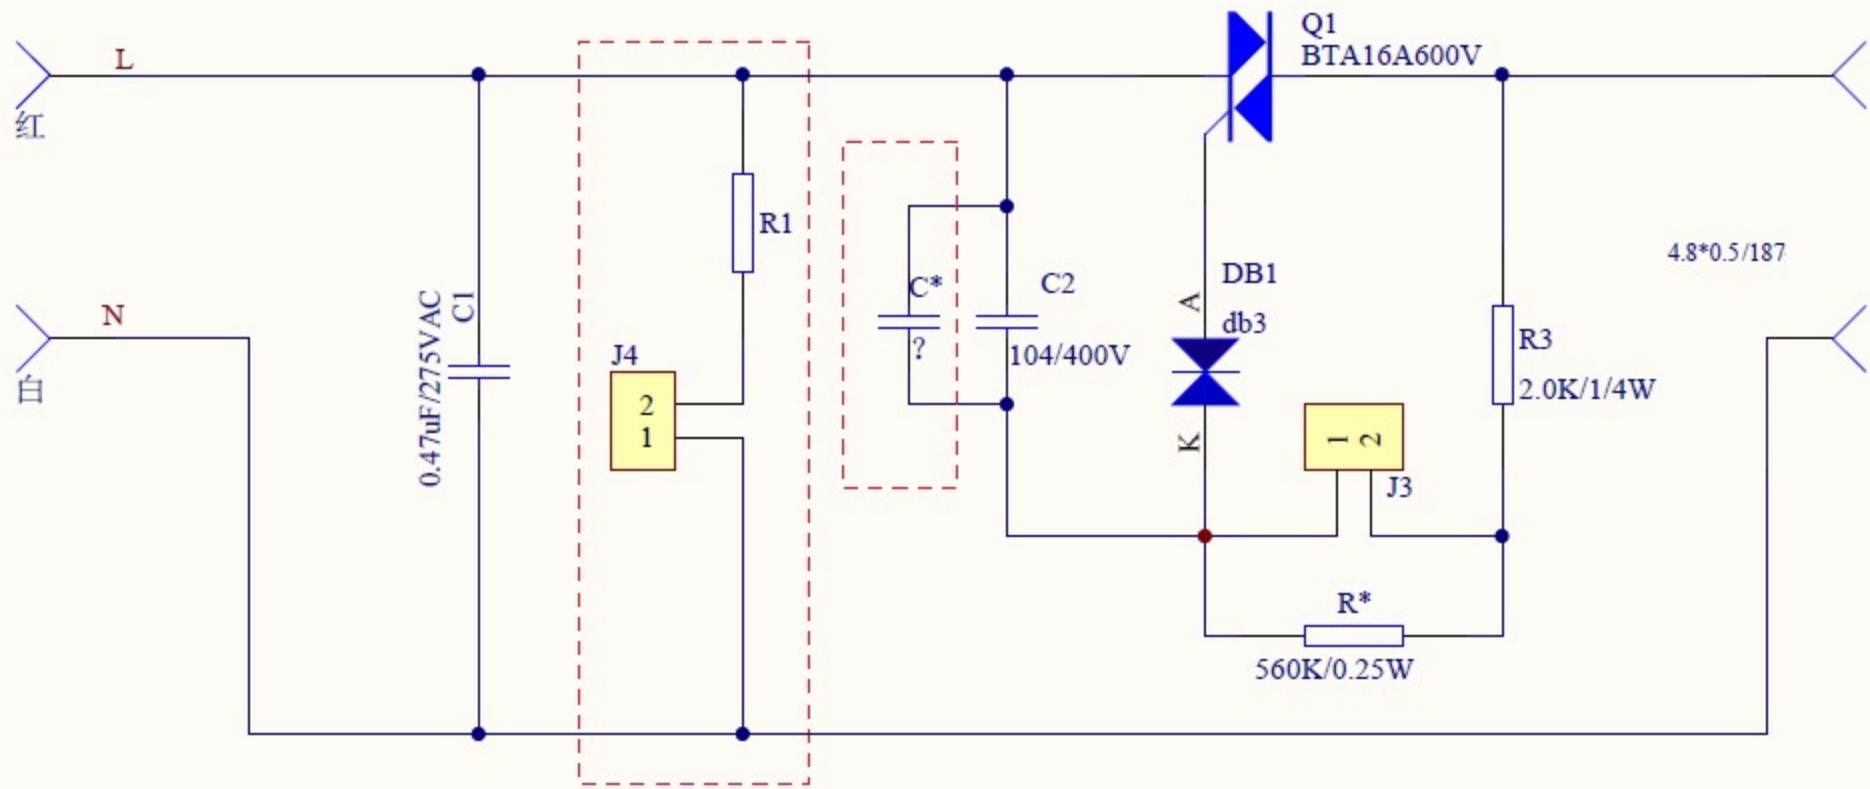 Q1
BTA16A600V
L
红
R1
4.8*0.5/187
C*
C2
DB1
A
N
C1
0.47uF/275VAC
db3
?
104/400V
J4
R3
白
2.0K/1/4W
2
1
K
1
2
J3
R*
560K/0.25W